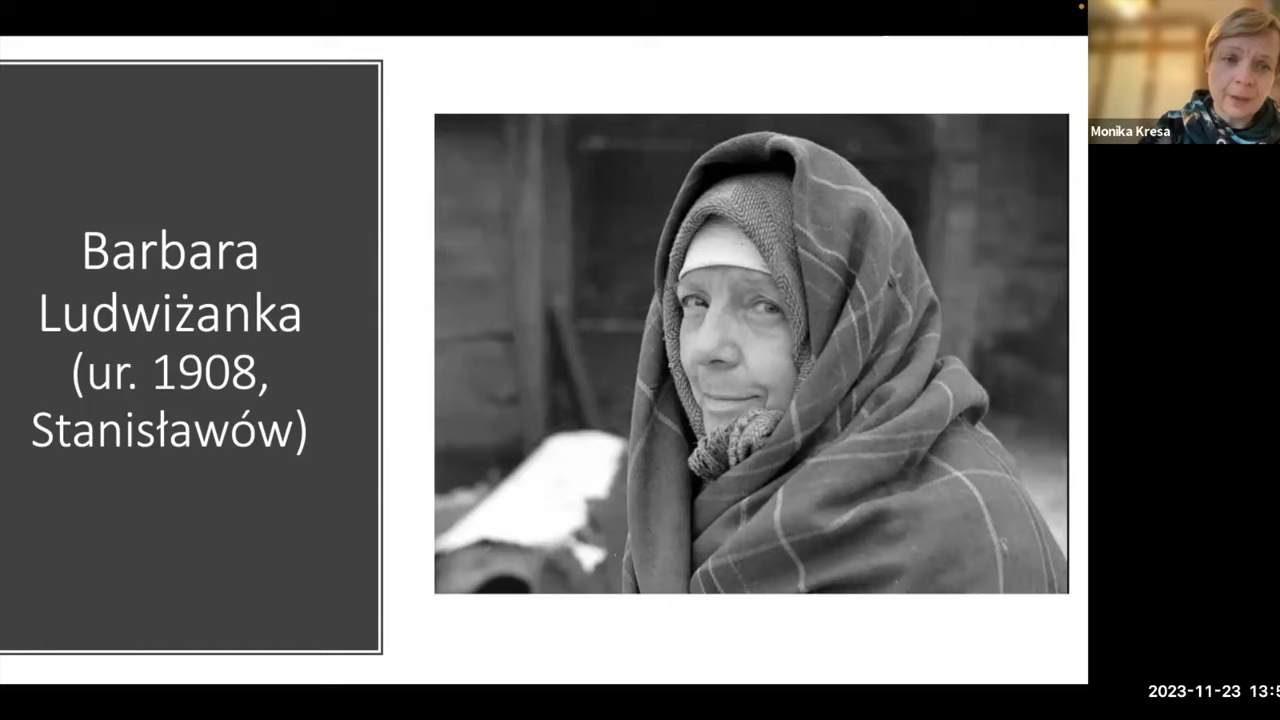 Barbara
Ludwiżanka
(ur. 1908,
Stanisławów)
Monika Kresa
2023-11-23 13:5